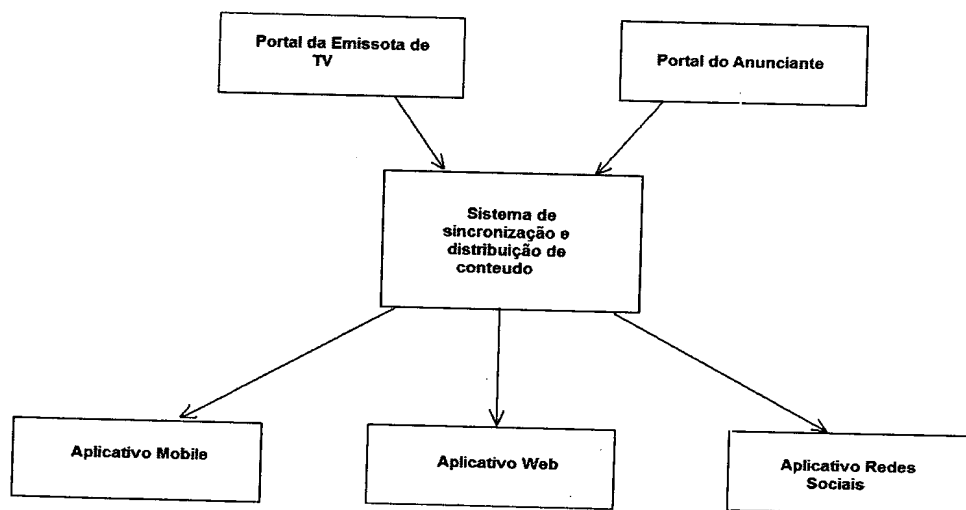 Portal da Emissota de
TV
Portal do Anunciante
Sistema de
sincronização e
distribuição de
conteudo
Aplicativo Mobile
Aplicativo Web
Aplicativo Redes
Sociais